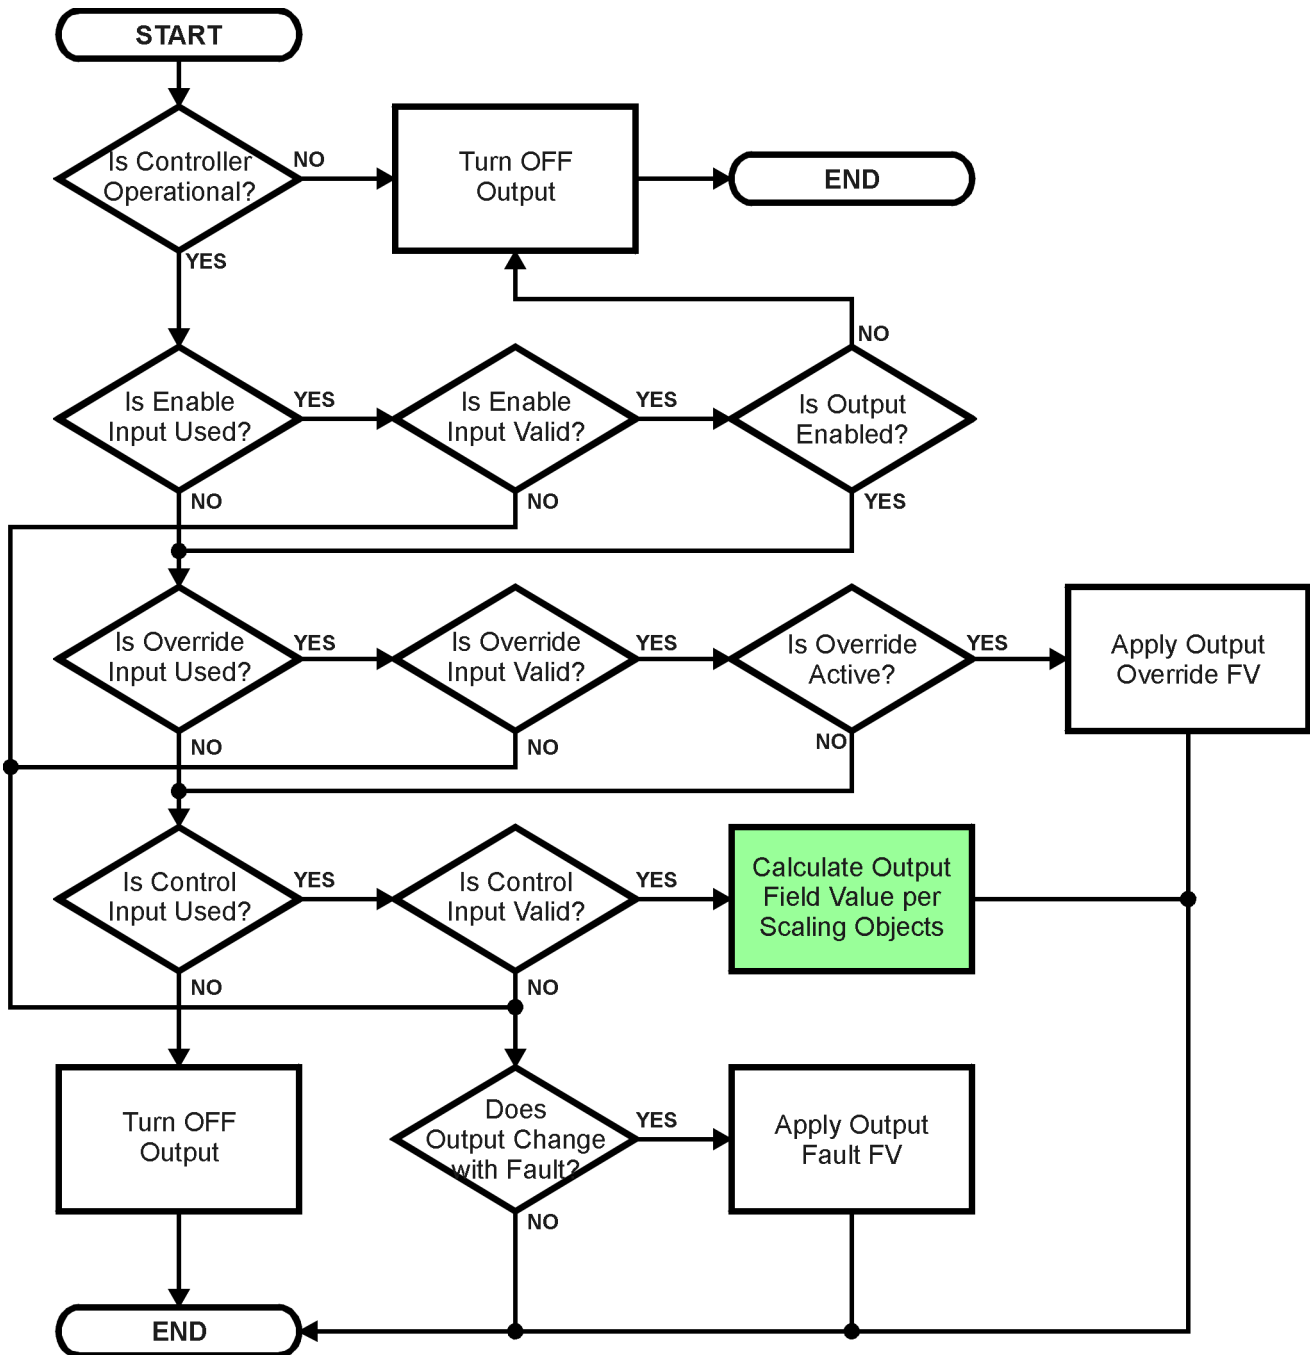 START
Is Controller
Operational?
NO
YES
Turn OFF
Output
END
Is Enable
Input Used?
YES
NO
Is Enable
Input Valid?
YES
NO
Is Output
Enabled?
NO
YES
Is Override
Input Used?
YES
NO
Is Override
Input Valid?
YES
NO
Is Override
Active?
YES
NO
Apply Output
Override FV
Is Control
Input Used?
YES
NO
Is Control
Input Valid?
YES
NO
Calculate Output
Field Value per
Scaling Objects
Turn OFF
Output
Does
Output Change
with Fault?
YES
NO
Apply Output
Fault FV
END